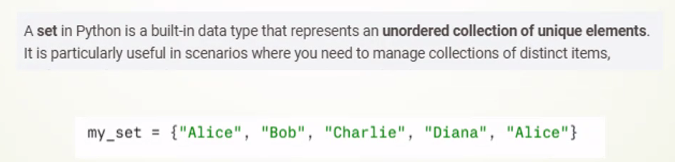 A set in Python is a built-in data type that represents an unordered collection of unique elements.
It is particularly useful in scenarios where you need to manage collections of distinct items,
my_set = {"Alice", "Bob", "Charlie", "Diana", "Alice"}